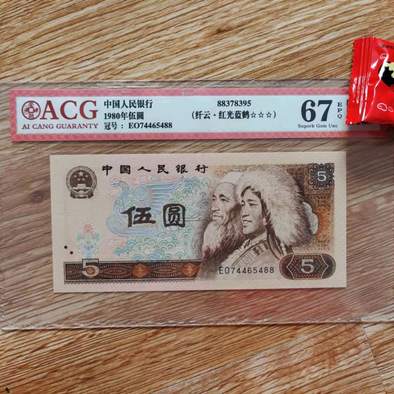 ACG
AI CANG GUARANTY
中国人民银行
1980年伍圆
冠号: EO74465488
88378395
(纤云·红光蓝鹤☆☆☆)
67 EPQ
Superb Gem Unc
中国人民银行
5
伍圆
EO74465488
5
5